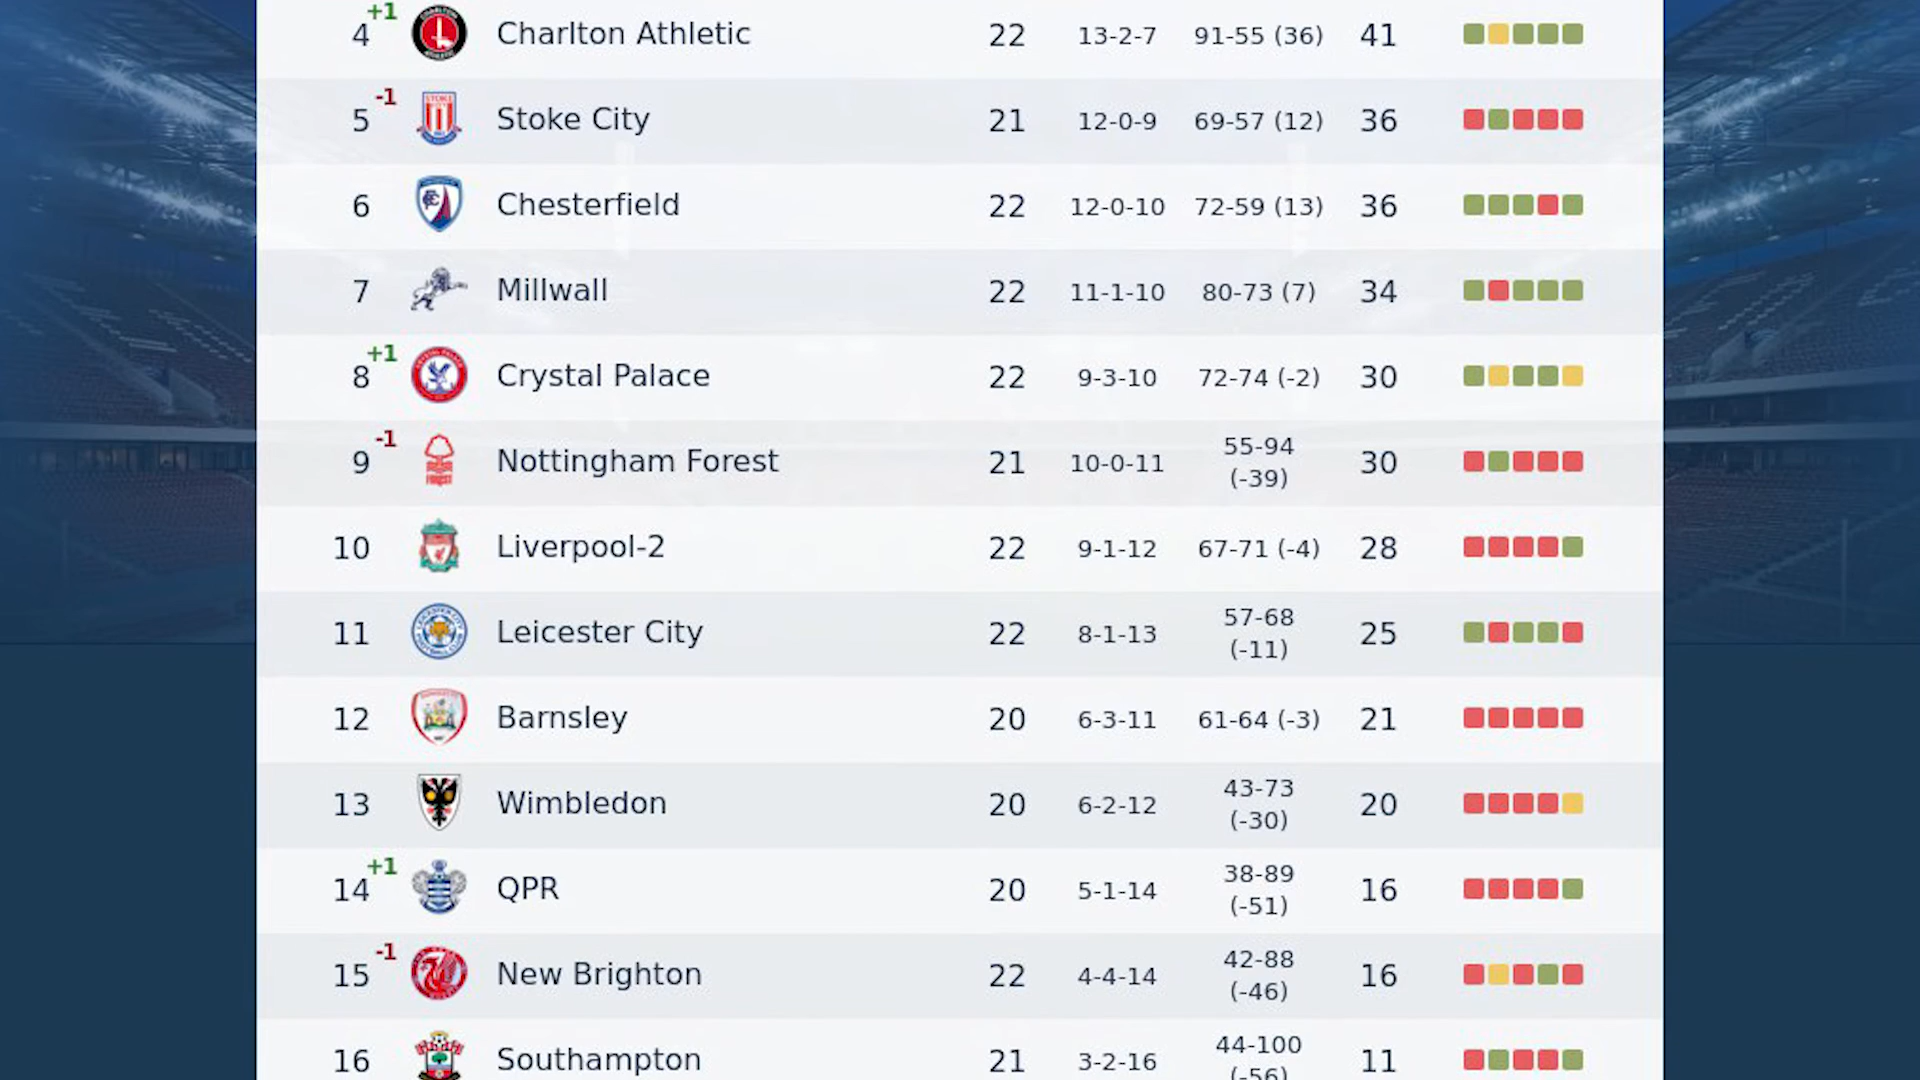 4 +1 Charlton Athletic 22 13-2-7 91-55 (36) 41
5 -1 Stoke City 21 12-0-9 69-57 (12) 36
6 Chesterfield 22 12-0-10 72-59 (13) 36
7 Millwall 22 11-1-10 80-73 (7) 34
8 +1 Crystal Palace 22 9-3-10 72-74 (-2) 30
9 -1 Nottingham Forest 21 10-0-11 55-94 30
(-39)
10 Liverpool-2 22 9-1-12 67-71 (-4) 28
11 Leicester City 22 8-1-13 57-68 25
(-11)
12 Barnsley 20 6-3-11 61-64 (-3) 21
13 Wimbledon 20 6-2-12 43-73 20
(-30)
14 +1 QPR 20 5-1-14 38-89 16
(-51)
15 -1 New Brighton 22 4-4-14 42-88 16
(-46)
16 Southampton 21 3-2-16 44-100 11
(-56)